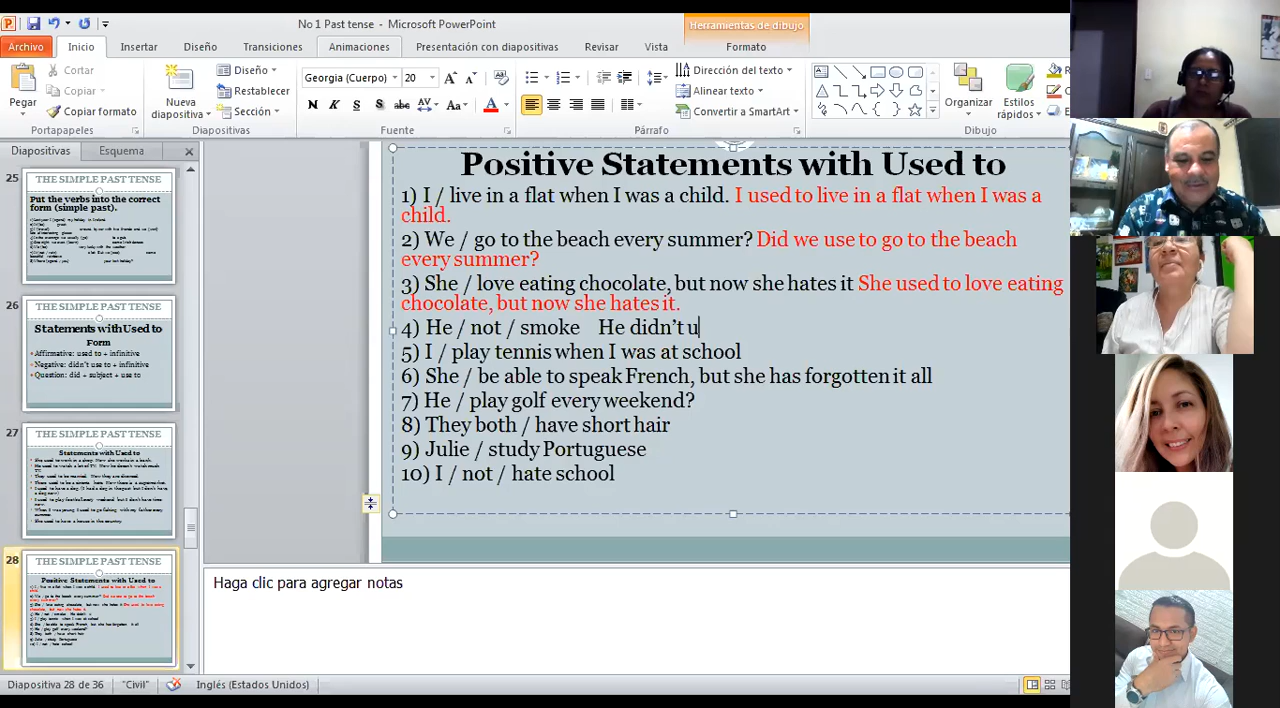 No 1 Past tense - Microsoft PowerPoint
Herramientas de dibujo
Archivo Inicio Insertar Diseño Transiciones Animaciones Presentación con diapositivas Revisar Vista Formato
Pegar
Cortar
Copiar
Copiar formato
Portapapeles
Nueva diapositiva
Diseño
Restablecer
Sección
Diapositivas
Georgia (Cuerpo) 20
N K S S abc AV Aa A
Fuente
Dirección del texto
Alinear texto
Convertir a SmartArt
Párrafo
Organizar
Estilos rápidos
Dibujo
Diapositivas Esquema
25
THE SIMPLE PAST TENSE
Put the verbs into the correct
form (simple past).
26
THE SIMPLE PAST TENSE
Statements with Used to
Form
Affirmative: used to + infinitive
Negative: didn't use to + infinitive
Question: did + subject + use to
27
THE SIMPLE PAST TENSE
Statements with Used to
28
THE SIMPLE PAST TENSE
Positive Statements with Used to
Positive Statements with Used to
1) I / live in a flat when I was a child. I used to live in a flat when I was a
child.
2) We / go to the beach every summer? Did we use to go to the beach
every summer?
3) She / love eating chocolate, but now she hates it She used to love eating
chocolate, but now she hates it.
4) He / not / smoke He didn't u
5) I / play tennis when I was at school
6) She / be able to speak French, but she has forgotten it all
7) He / play golf every weekend?
8) They both / have short hair
9) Julie / study Portuguese
10) I / not / hate school
Haga clic para agregar notas
Diapositiva 28 de 36 "Civil" Inglés (Estados Unidos)